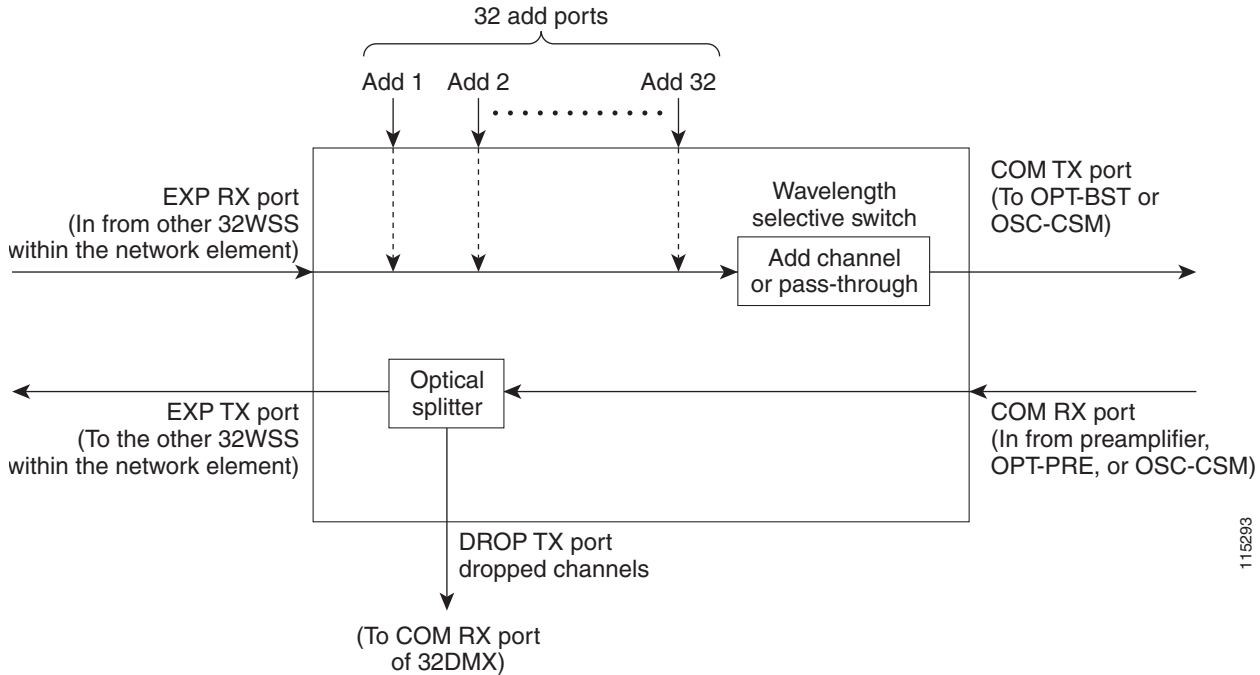 32 add ports
Add 1
Add 2
Add 32
EXP RX port
(In from other 32WSS
within the network element)
Wavelength
selective switch
Add channel
or pass-through
COM TX port
(To OPT-BST or
OSC-CSM)
Optical
splitter
EXP TX port
(To the other 32WSS
within the network element)
COM RX port
(In from preamplifier,
OPT-PRE, or OSC-CSM)
DROP TX port
dropped channels
(To COM RX port
of 32DMX)
115293